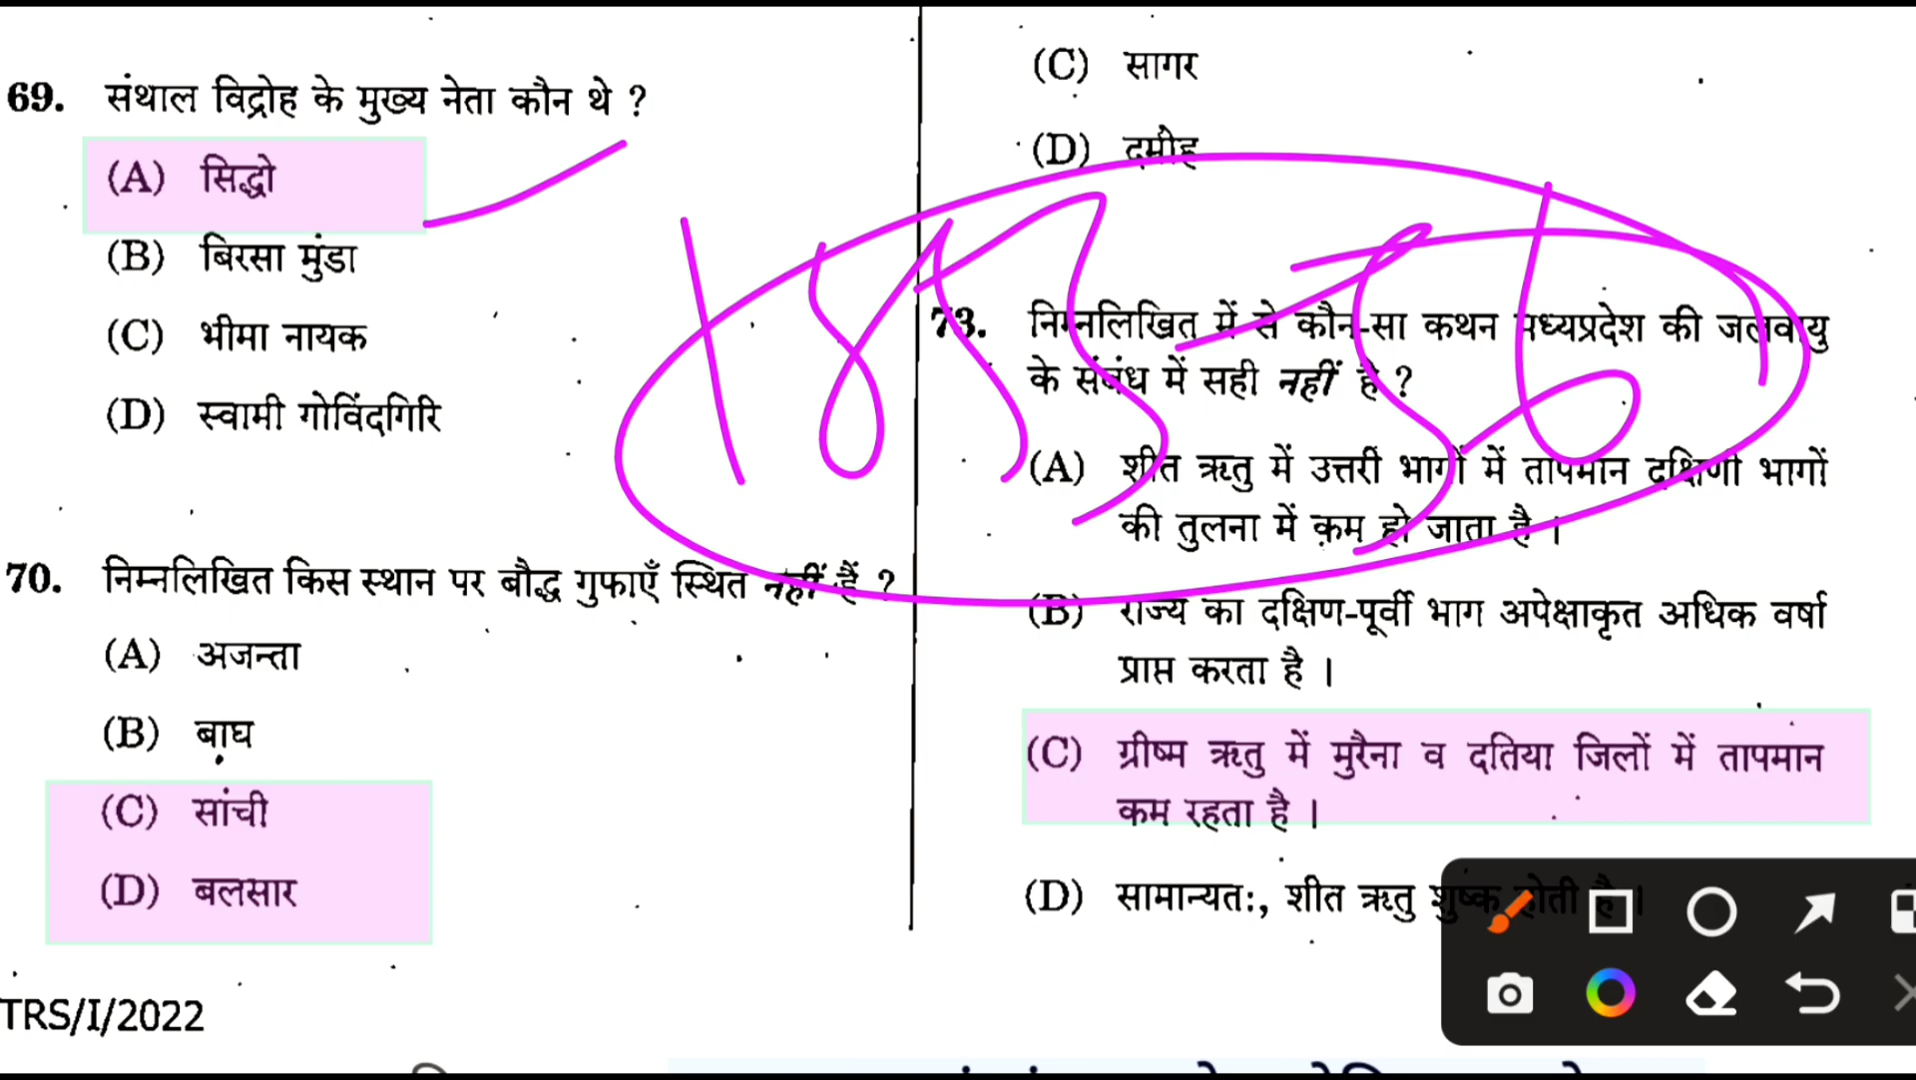 69. संथाल विद्रोह के मुख्य नेता कौन थे ?
(A) सिद्धो
(B) बिरसा मुंडा
(C) भीमा नायक
(D) स्वामी गोविंदगिरि
70. निम्नलिखित किस स्थान पर बौद्ध गुफाएँ स्थित नहीं हैं ?
(A) अजन्ता
(B) बाघ
(C) सांची
(D) बलसार
TRS/I/2022
(C) सागर
(D) दमोह
1855-56
73. निम्नलिखित में से कौन-सा कथन मध्यप्रदेश की जलवायु
के संबंध में सही नहीं है ?
(A) शीत ऋतु में उत्तरी भागों में तापमान दक्षिणी भागों
की तुलना में कम हो जाता है ।
(B) राज्य का दक्षिण-पूर्वी भाग अपेक्षाकृत अधिक वर्षा
प्राप्त करता है ।
(C) ग्रीष्म ऋतु में मुरैना व दतिया जिलों में तापमान
कम रहता है ।
(D) सामान्यत:, शीत ऋतु शुष्क होती है ।